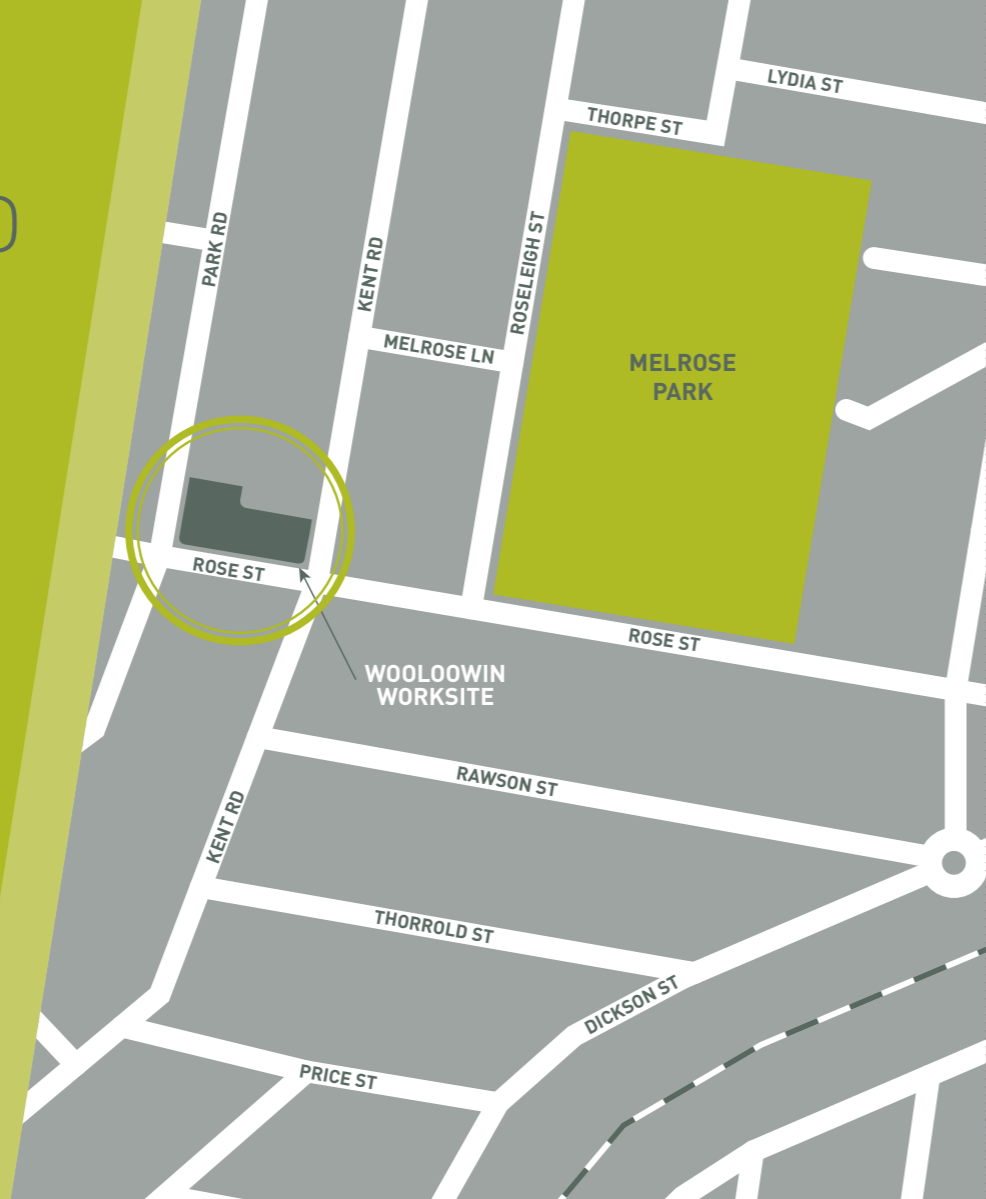 LYDIA ST
THORPE ST
PARK RD
KENT RD
ROSELEIGH ST
MELROSE LN
MELROSE
PARK
ROSE ST
ROSE ST
WOOLOOWIN
WORKSITE
RAWSON ST
KENT RD
THORROLD ST
DICKSON ST
PRICE ST